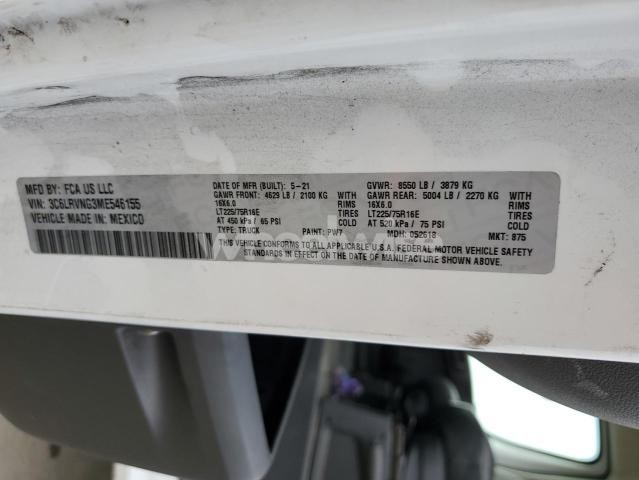 MFD BY: FCA US LLC
VIN: 3C6LRVNG3ME546155
VEHICLE MADE IN: MEXICO
DATE OF MFR (BUILT): 5-21 GVWR: 8550 LB / 3879 KG
GAWR FRONT: 4629 LB / 2100 KG WITH GAWR REAR: 5004 LB / 2270 KG WITH
16X6.0 RIMS 16X6.0 RIMS
LT225/75R16E TIRES LT225/75R16E TIRES
AT 450 kPa / 65 PSI COLD AT 520 kPa / 75 PSI COLD
TYPE: TRUCK PAINT: PW7 MDH: 052618 MKT: 875
THIS VEHICLE CONFORMS TO ALL APPLICABLE U.S.A. FEDERAL MOTOR VEHICLE SAFETY
STANDARDS IN EFFECT ON THE DATE OF MANUFACTURE SHOWN ABOVE.